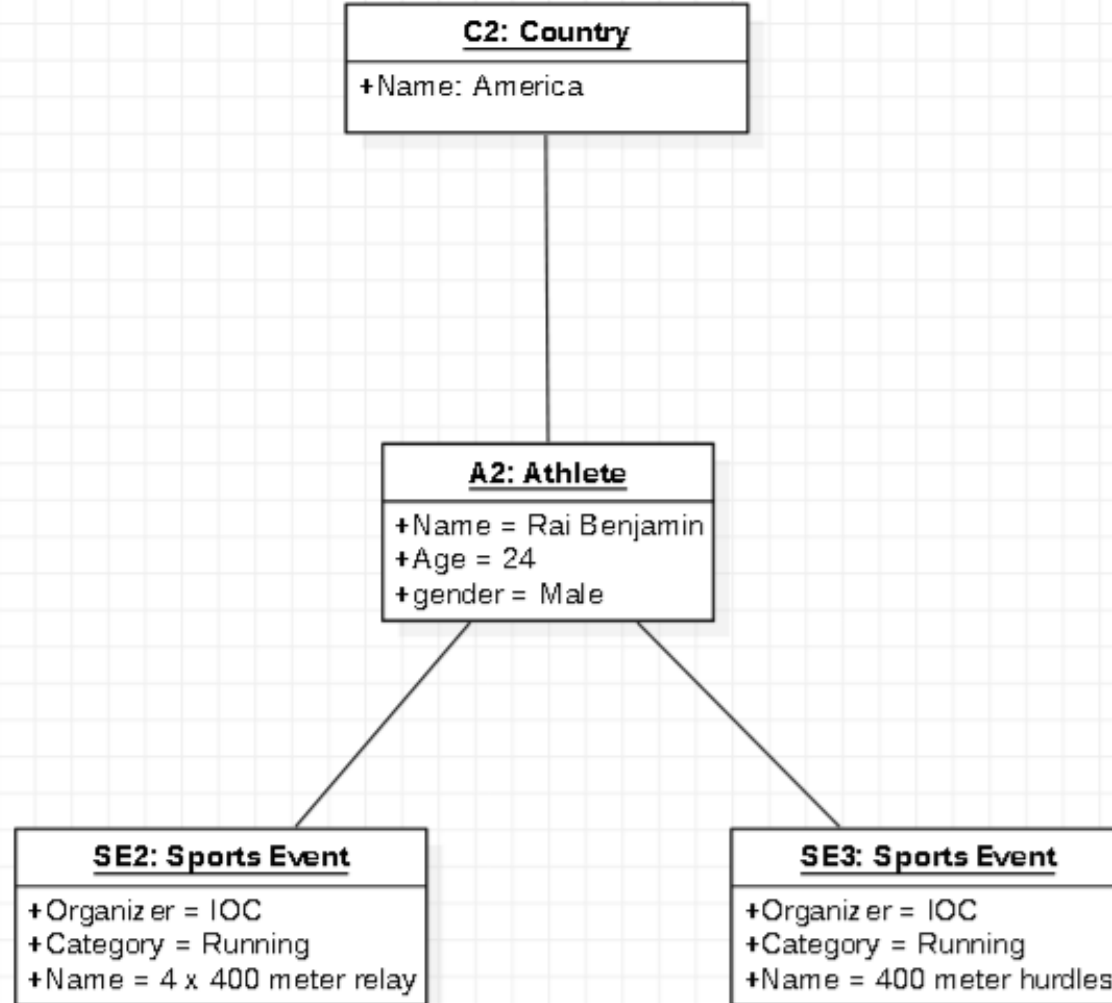 C2: Country
+Name: America
A2: Athlete
+Name = Rai Benjamin
+Age = 24
+gender = Male
SE2: Sports Event
+Organizer = IOC
+Category = Running
+Name = 4 x 400 meter relay
SE3: Sports Event
+Organizer = IOC
+Category = Running
+Name = 400 meter hurdles